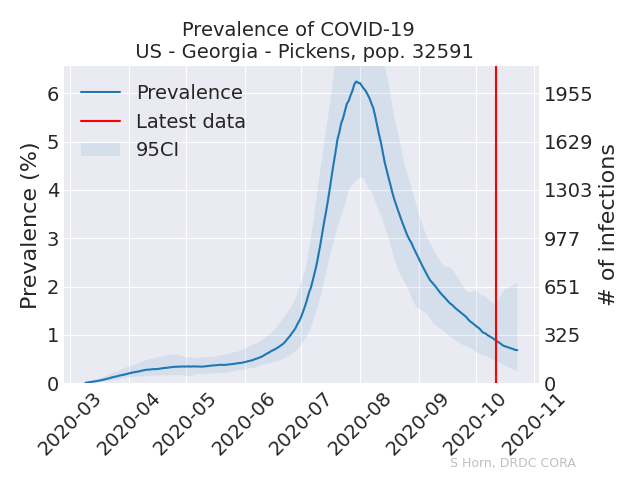 Prevalence of COVID-19
US - Georgia - Pickens, pop. 32591
Prevalence
Latest data
95CI
Prevalence (%)
6
5
4
3
2
1
0
1955
1629
1303
977
651
325
0
# of infections
2020-03
2020-04
2020-05
2020-06
2020-07
2020-08
2020-09
2020-10
2020-11
S Horn, DRDC CORA